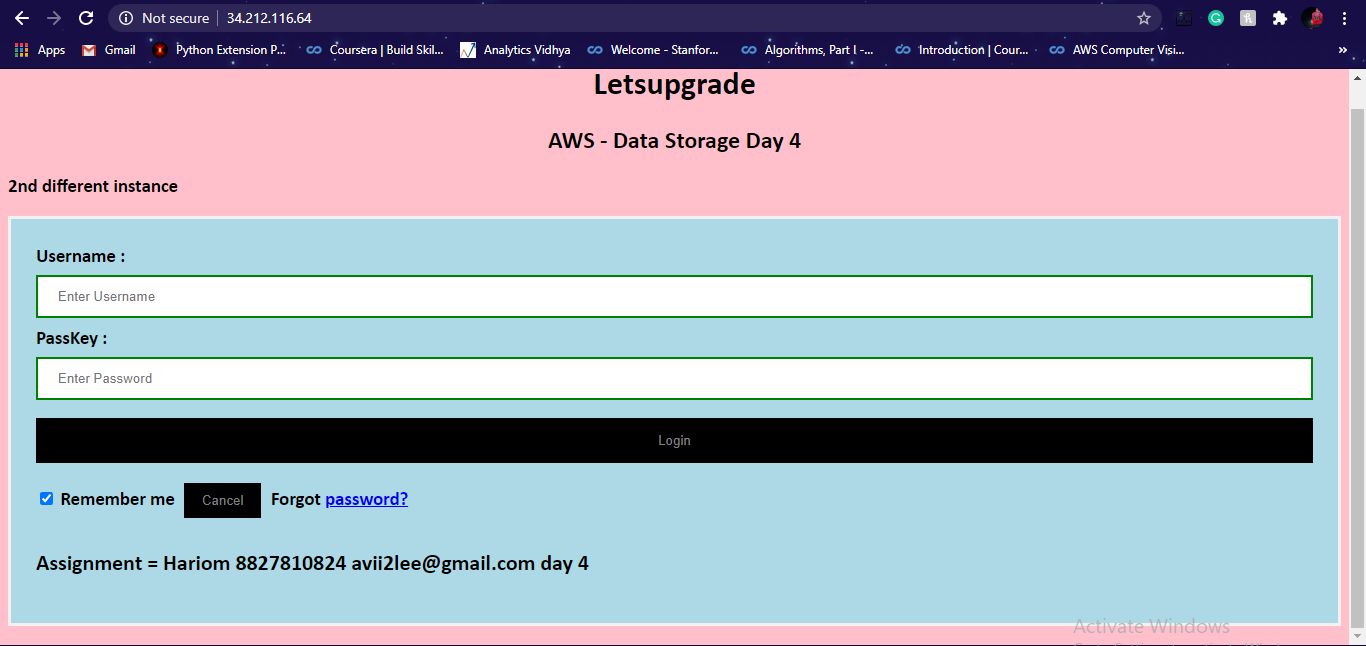 Not secure | 34.212.116.64
Apps Gmail Python Extension P... Coursera | Build Skil... Analytics Vidhya Welcome - Stanfor... Algorithms, Part I -... Introduction | Cour... AWS Computer Visi... »
Letsupgrade
AWS - Data Storage Day 4
2nd different instance
Username :
Enter Username
PassKey :
Enter Password
Login
Remember me Cancel Forgot password?
Assignment = Hariom 8827810824 avii2lee@gmail.com day 4
Activate Windows